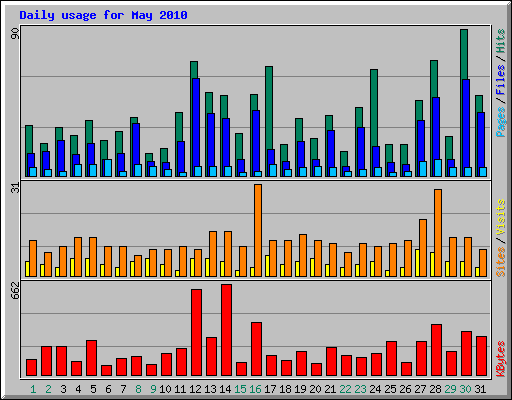 Daily usage for May 2010
90
Pages / Files / Hits
31
Sites / Visits
662
KBytes
1 2 3 4 5 6 7 8 9 10 11 12 13 14 15 16 17 18 19 20 21 22 23 24 25 26 27 28 29 30 31